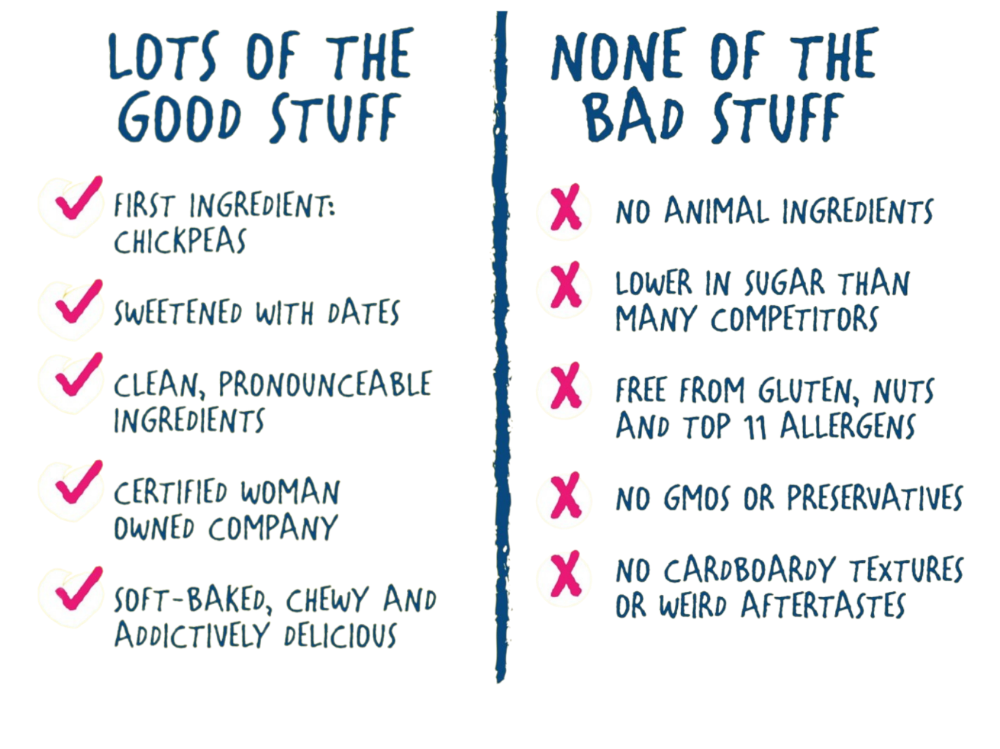 LOTS OF THE
GOOD STUFF
FIRST INGREDIENT:
CHICKPEAS
SWEETENED WITH DATES
CLEAN, PRONOUNCEABLE
INGREDIENTS
CERTIFIED WOMAN
OWNED COMPANY
SOFT-BAKED, CHEWY AND
ADDICTIVELY DELICIOUS
NONE OF THE
BAD STUFF
NO ANIMAL INGREDIENTS
LOWER IN SUGAR THAN
MANY COMPETITORS
FREE FROM GLUTEN, NUTS
AND TOP 11 ALLERGENS
NO GMOS OR PRESERVATIVES
NO CARDBOARDY TEXTURES
OR WEIRD AFTERTASTES